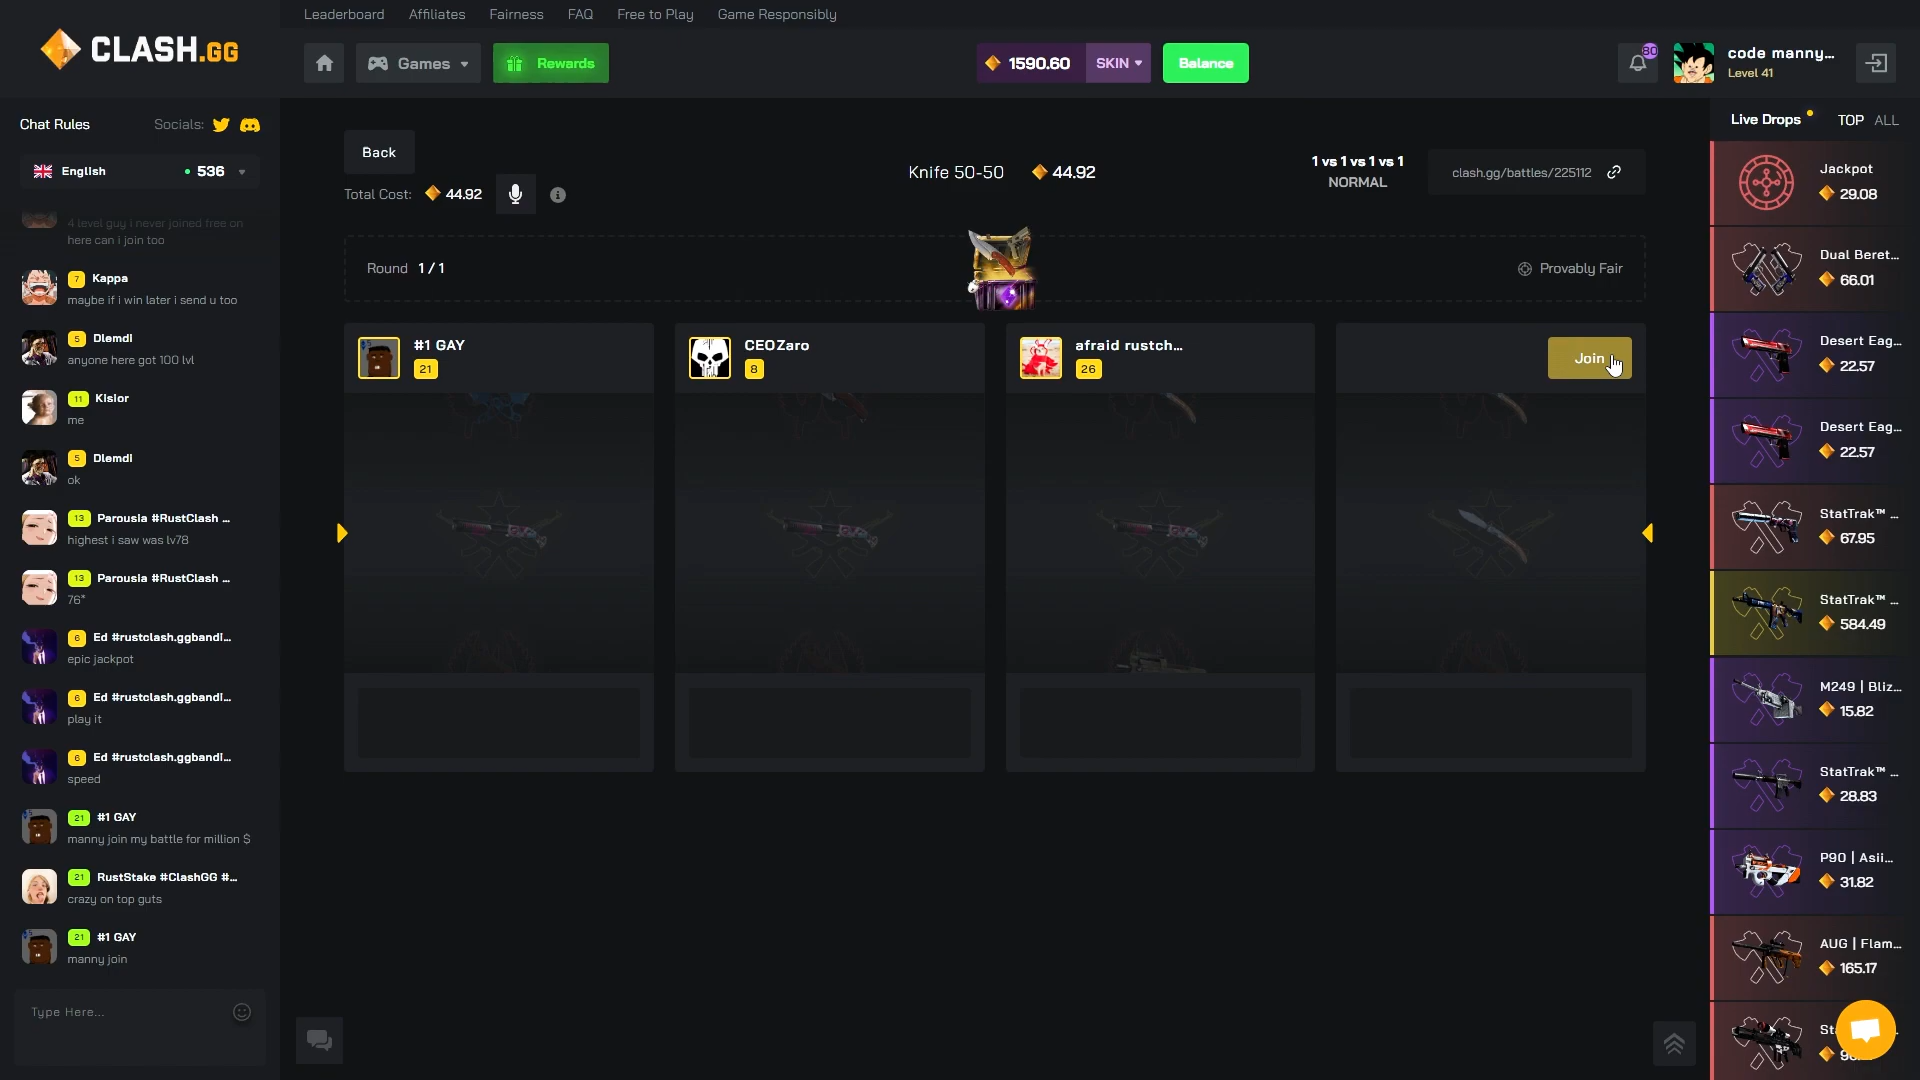 Leaderboard Affiliates Fairness FAQ Free to Play Game Responsibly
CLASH.GG
Games
Rewards
1590.60 SKIN
Balance
80
code manny...
Level 41
Chat Rules
Socials:
English
536
4 level guy i never joined free on
here can i join too
7 Kappa
maybe if i win later i send u too
5 Dlemdi
anyone here got 100 lvl
11 Kisior
me
5 Dlemdi
ok
13 Parousia #RustClash ...
highest i saw was lv78
13 Parousia #RustClash ...
76*
6 Ed #rustclash.ggbandi...
epic jackpot
6 Ed #rustclash.ggbandi...
play it
6 Ed #rustclash.ggbandi...
speed
21 #1 GAY
manny join my battle for million $
21 RustStake #ClashGG #...
crazy on top guts
21 #1 GAY
manny join
Type Here...
Back
Total Cost: 44.92
Knife 50-50 44.92
1 vs 1 vs 1 vs 1
NORMAL
clash.gg/battles/225112
Round 1 / 1
Provably Fair
#1 GAY
21
CEOZaro
8
afraid rustch...
26
Join
Live Drops TOP ALL
Jackpot
29.08
Dual Beret...
66.01
Desert Eag...
22.57
Desert Eag...
22.57
StatTrak™ ...
67.95
StatTrak™ ...
584.49
M249 | Bliz...
15.82
StatTrak™ ...
28.83
P90 | Asii...
31.82
AUG | Flam...
165.17